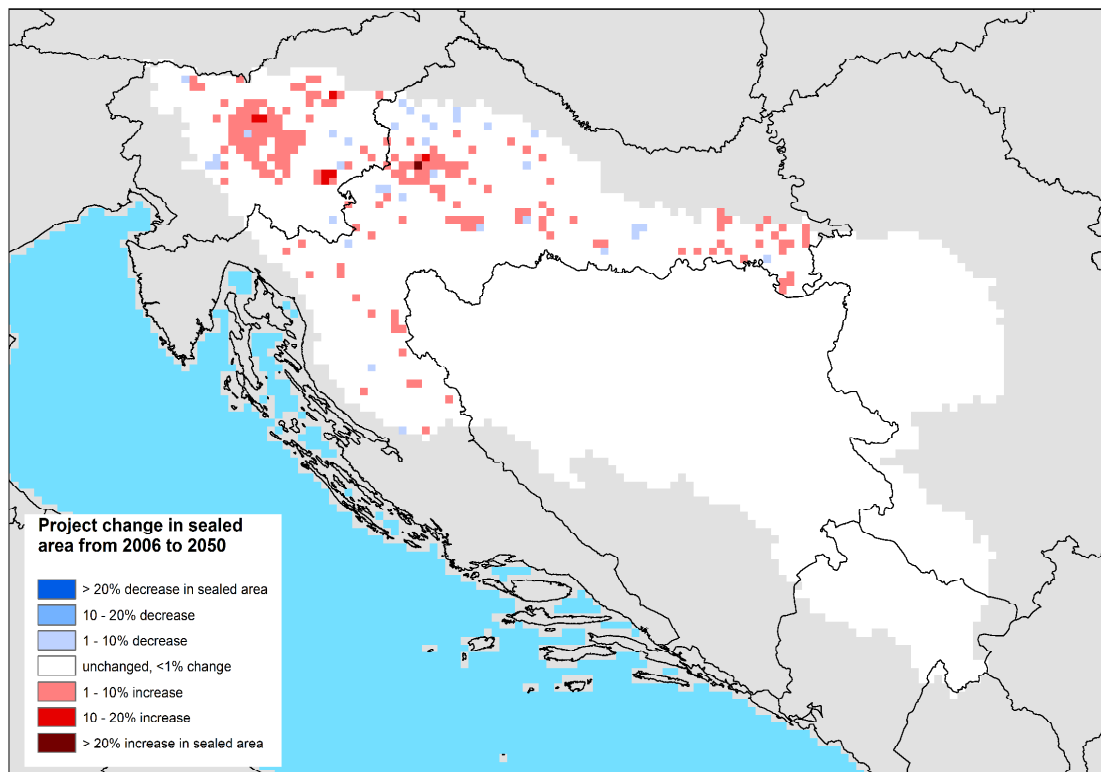 Project change in sealed
area from 2006 to 2050
> 20% decrease in sealed area
10 - 20% decrease
1 - 10% decrease
unchanged, <1% change
1 - 10% increase
10 - 20% increase
> 20% increase in sealed area